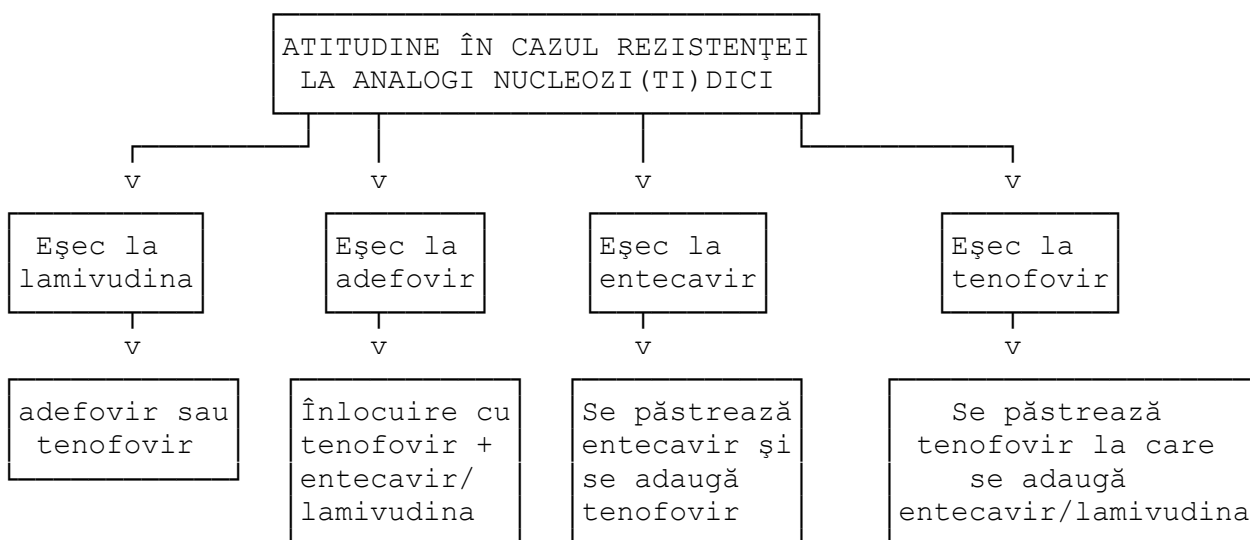 ATITUDINE ÎN CAZUL REZISTENŢEI
LA ANALOGI NUCLEOZI(TI)DICI
v
v
v
v
Eşec la
lamivudina
Eşec la
adefovir
Eşec la
entecavir
Eşec la
tenofovir
v
v
v
v
adefovir sau
tenofovir
Înlocuire cu
tenofovir +
entecavir/
lamivudina
Se păstrează
entecavir şi
se adaugă
tenofovir
Se păstrează
tenofovir la care
se adaugă
entecavir/lamivudina